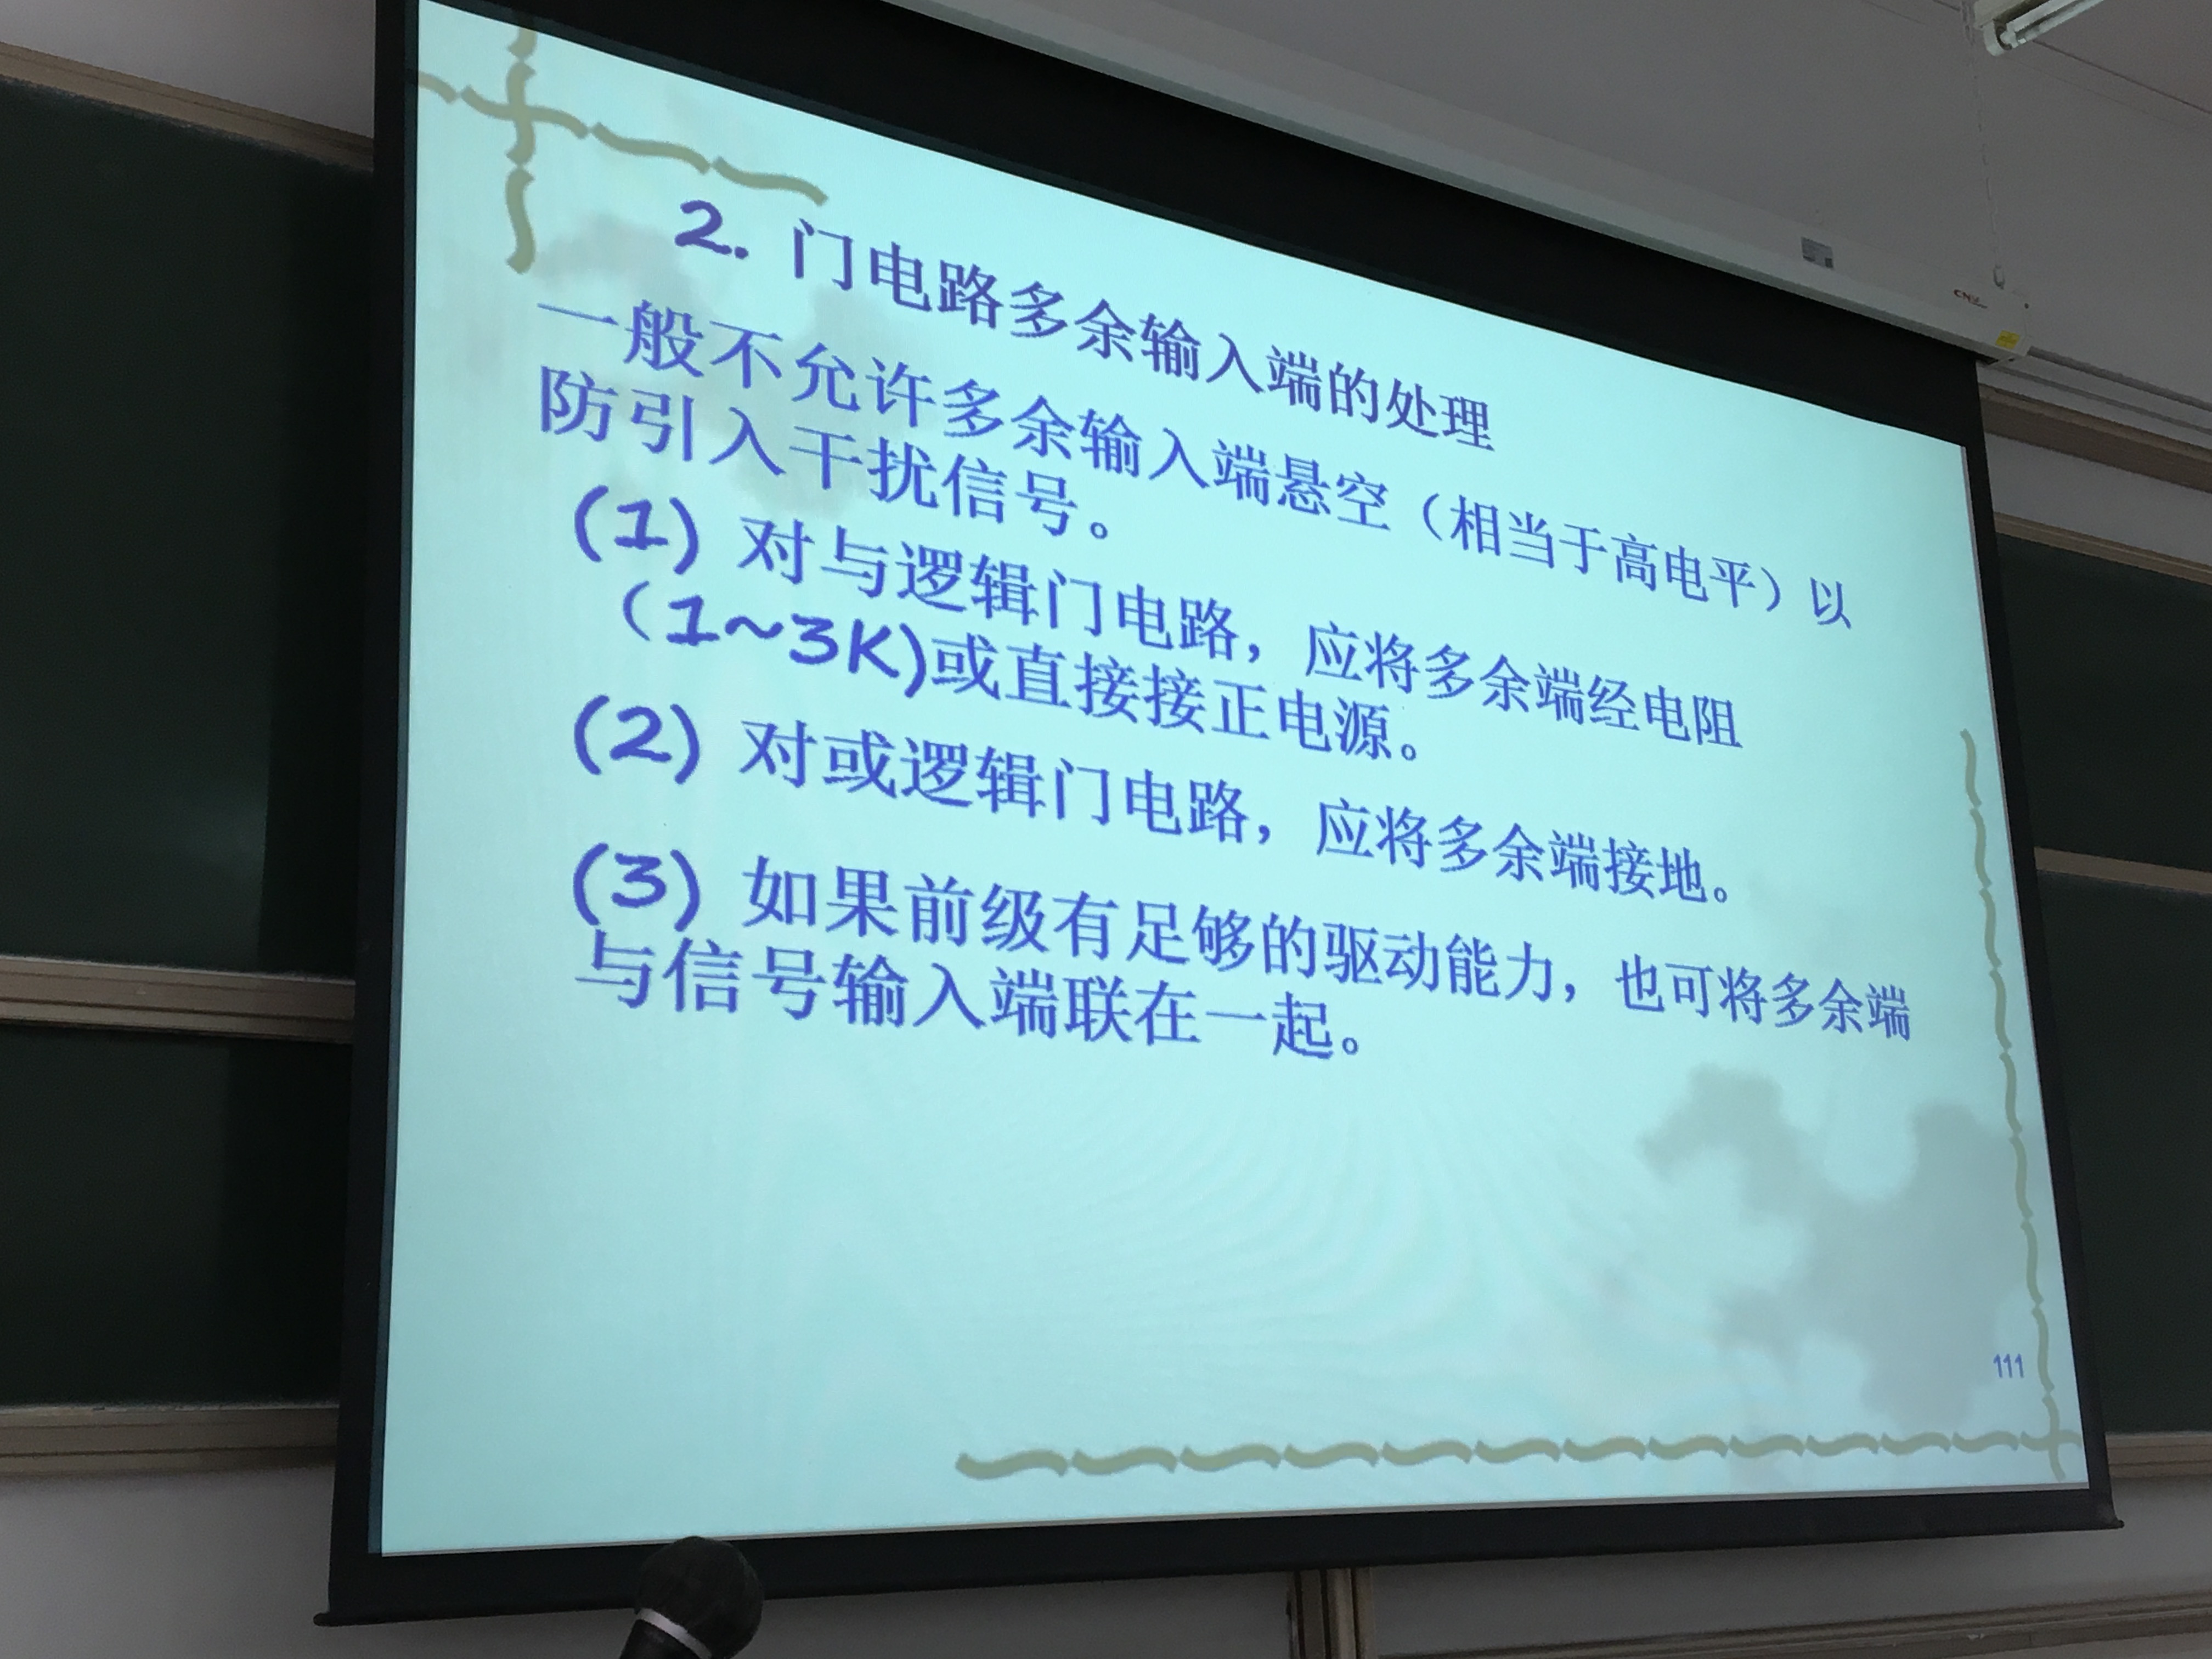 2. 门电路多余输入端的处理
一般不允许多余输入端悬空（相当于高电平）以
防引入干扰信号。
(1) 对与逻辑门电路，应将多余端经电阻
（1~3K)或直接接正电源。
(2) 对或逻辑门电路，应将多余端接地。
(3) 如果前级有足够的驱动能力，也可将多余端
与信号输入端联在一起。
111